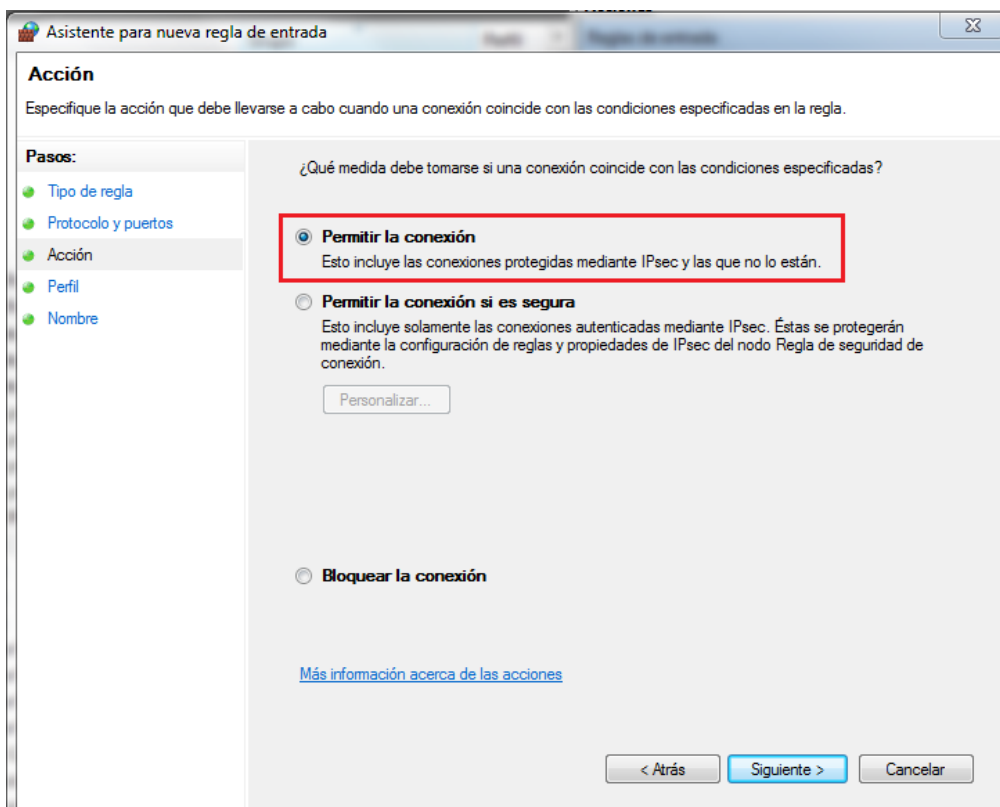 Asistente para nueva regla de entrada
Acción
Especifique la acción que debe llevarse a cabo cuando una conexión coincide con las condiciones especificadas en la regla.
Pasos:
Tipo de regla
Protocolo y puertos
Acción
Perfil
Nombre
¿Qué medida debe tomarse si una conexión coincide con las condiciones especificadas?
Permitir la conexión
Esto incluye las conexiones protegidas mediante IPsec y las que no lo están.
Permitir la conexión si es segura
Esto incluye solamente las conexiones autenticadas mediante IPsec. Éstas se protegerán
mediante la configuración de reglas y propiedades de IPsec del nodo Regla de seguridad de
conexión.
Personalizar...
Bloquear la conexión
Más información acerca de las acciones
< Atrás
Siguiente >
Cancelar